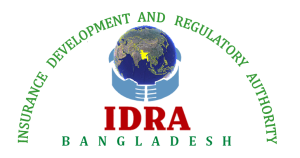 INSURANCE DEVELOPMENT AND REGULATORY AUTHORITY
IDRA
BANGLADESH